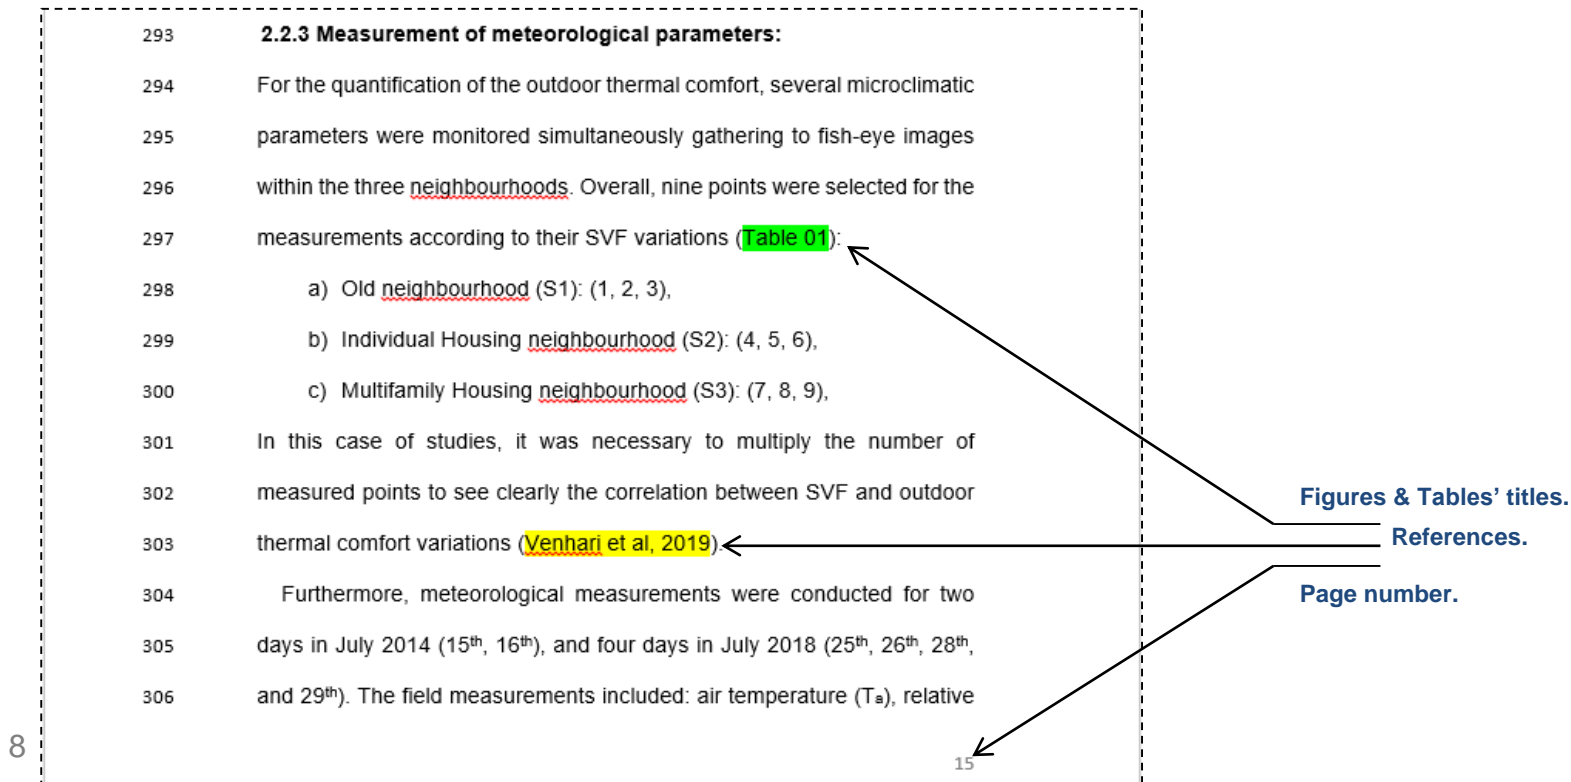 293 2.2.3 Measurement of meteorological parameters:
294 For the quantification of the outdoor thermal comfort, several microclimatic
295 parameters were monitored simultaneously gathering to fish-eye images
296 within the three neighbourhoods. Overall, nine points were selected for the
297 measurements according to their SVF variations (Table 01):
298 a) Old neighbourhood (S1): (1, 2, 3),
299 b) Individual Housing neighbourhood (S2): (4, 5, 6),
300 c) Multifamily Housing neighbourhood (S3): (7, 8, 9),
301 In this case of studies, it was necessary to multiply the number of
302 measured points to see clearly the correlation between SVF and outdoor
303 thermal comfort variations (Venhari et al, 2019).
304 Furthermore, meteorological measurements were conducted for two
305 days in July 2014 (15th, 16th), and four days in July 2018 (25th, 26th, 28th,
306 and 29th). The field measurements included: air temperature (Ta), relative
15
8
Figures & Tables’ titles.
References.
Page number.